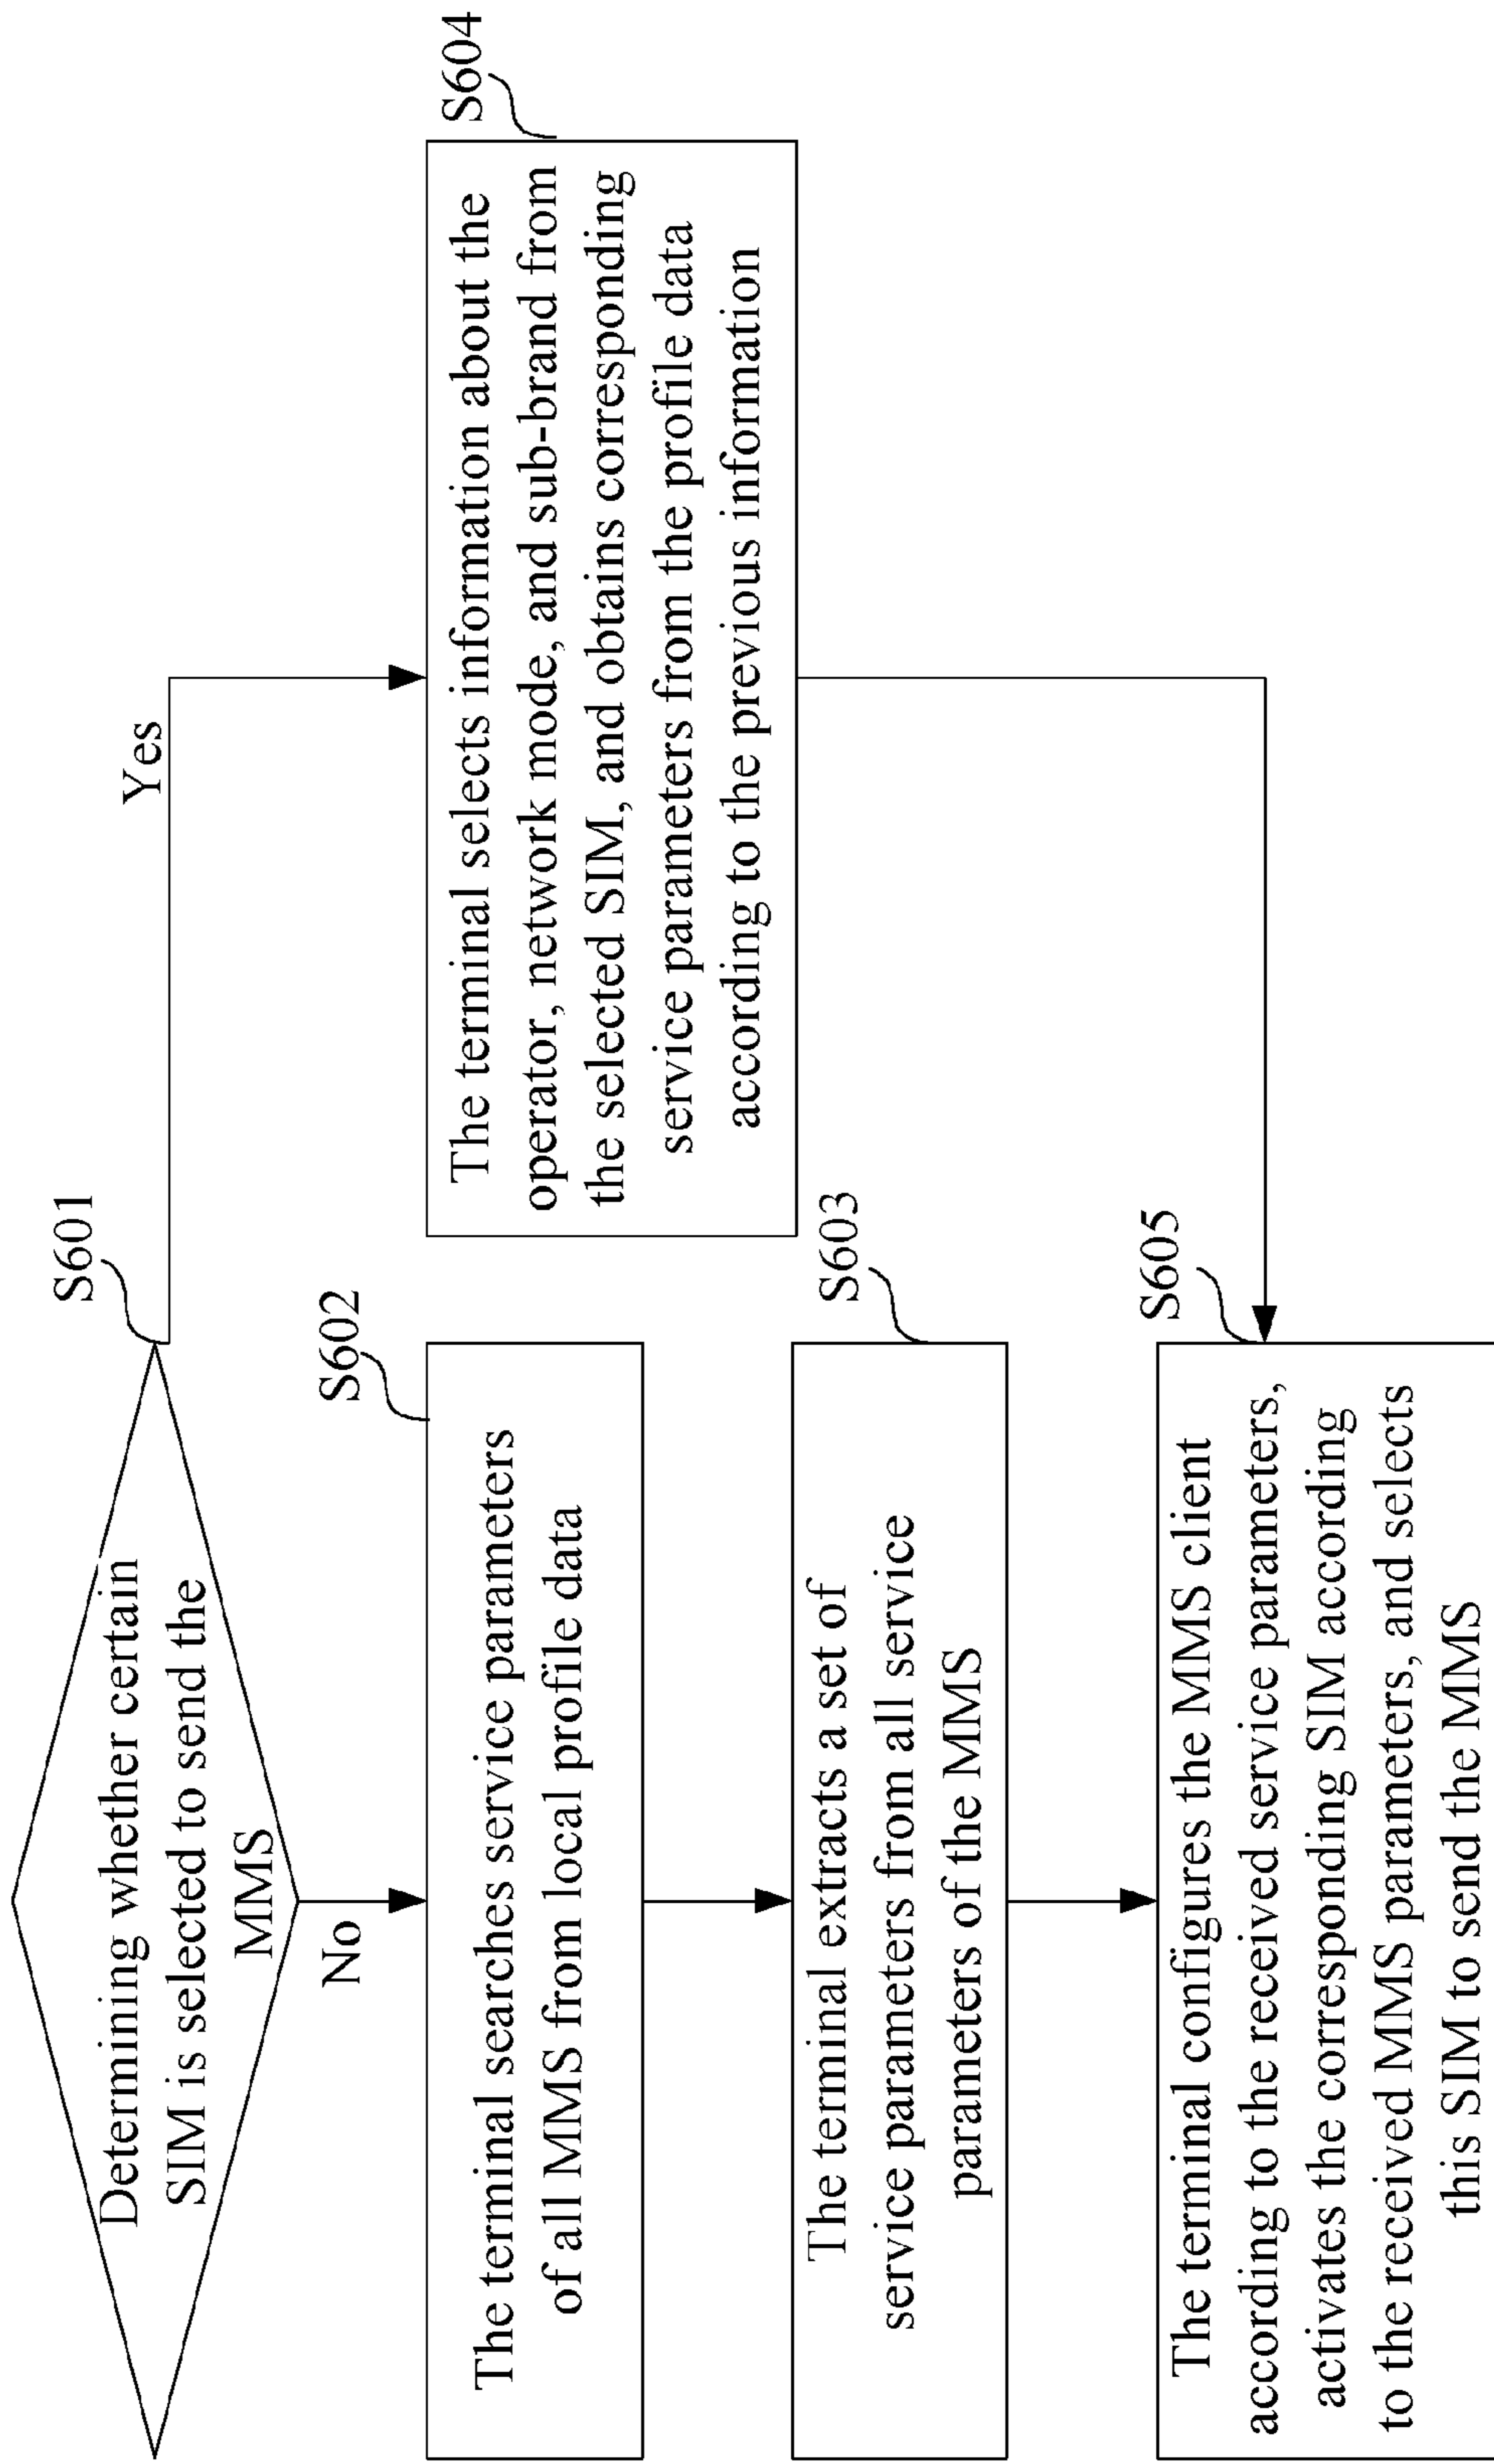 S601
Determining whether certain
SIM is selected to send the
MMS
Yes
No
S602
The terminal searches service parameters
of all MMS from local profile data
S604
The terminal selects information about the
operator, network mode, and sub-brand from
the selected SIM, and obtains corresponding
service parameters from the profile data
according to the previous information
S603
The terminal extracts a set of
service parameters from all service
parameters of the MMS
S605
The terminal configures the MMS client
according to the received service parameters,
activates the corresponding SIM according
to the received MMS parameters, and selects
this SIM to send the MMS